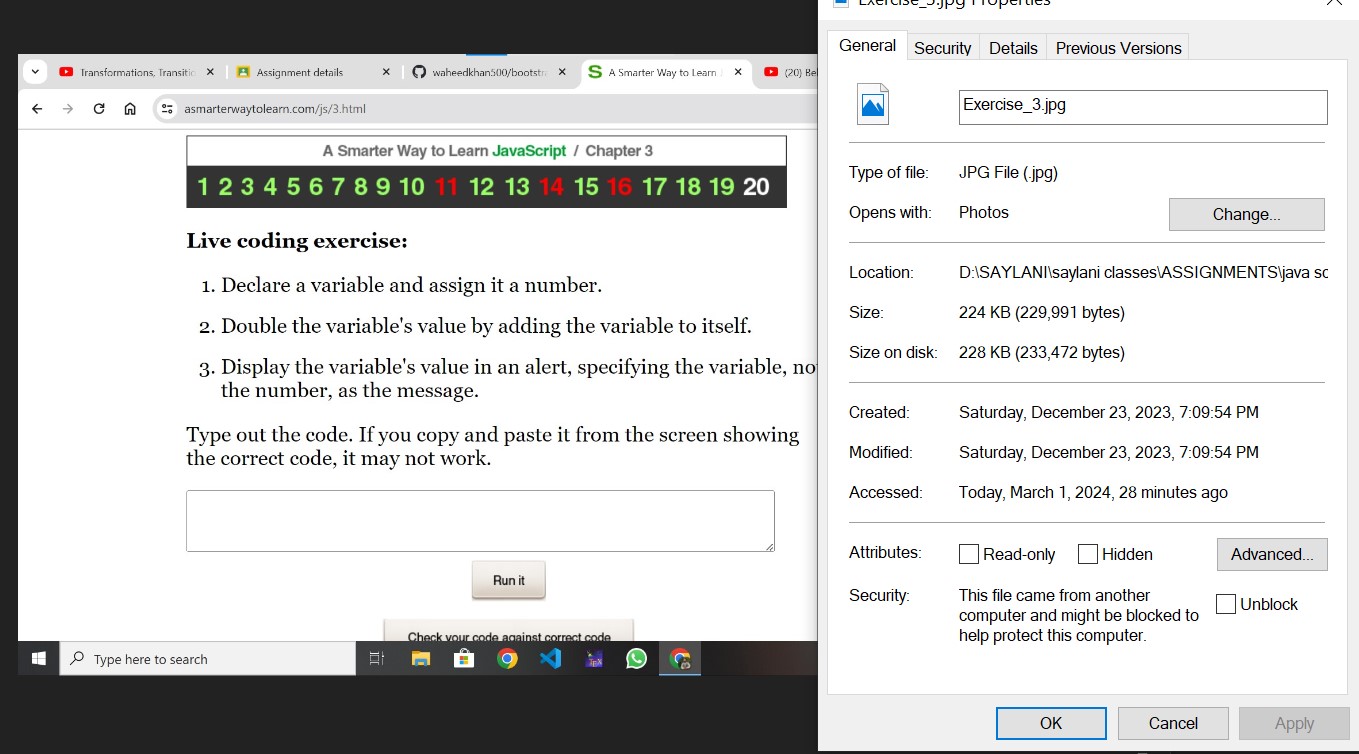 Transformations, Transitic
Assignment details
waheedkhan500/bootstra
A Smarter Way to Learn J
(20) Bel
asmarterwaytolearn.com/js/3.html
A Smarter Way to Learn JavaScript / Chapter 3
1 2 3 4 5 6 7 8 9 10 11 12 13 14 15 16 17 18 19 20
Live coding exercise:
1. Declare a variable and assign it a number.
2. Double the variable's value by adding the variable to itself.
3. Display the variable's value in an alert, specifying the variable, no
the number, as the message.
Type out the code. If you copy and paste it from the screen showing
the correct code, it may not work.
Run it
Check your code against correct code
Type here to search
Exercise_3.jpg Properties
General
Security
Details
Previous Versions
Exercise_3.jpg
Type of file: JPG File (.jpg)
Opens with: Photos
Change...
Location: D:\SAYLANI\saylani classes\ASSIGNMENTS\java sc
Size: 224 KB (229,991 bytes)
Size on disk: 228 KB (233,472 bytes)
Created: Saturday, December 23, 2023, 7:09:54 PM
Modified: Saturday, December 23, 2023, 7:09:54 PM
Accessed: Today, March 1, 2024, 28 minutes ago
Attributes: Read-only Hidden
Advanced...
Security: This file came from another
computer and might be blocked to
help protect this computer.
Unblock
OK
Cancel
Apply